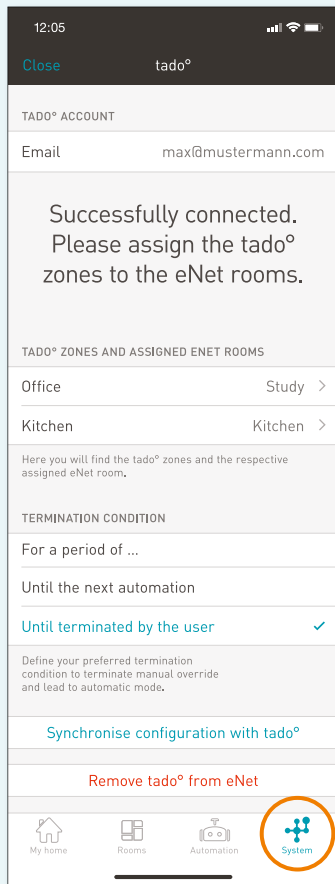 12:05
Close tado°
TADO° ACCOUNT
Email max@mustermann.com
Successfully connected.
Please assign the tado°
zones to the eNet rooms.
TADO° ZONES AND ASSIGNED ENET ROOMS
Office Study
Kitchen Kitchen
Here you will find the tado° zones and the respective
assigned eNet room.
TERMINATION CONDITION
For a period of ...
Until the next automation
Until terminated by the user
Define your preferred termination
condition to terminate manual override
and lead to automatic mode.
Synchronise configuration with tado°
Remove tado° from eNet
My home Rooms Automation System